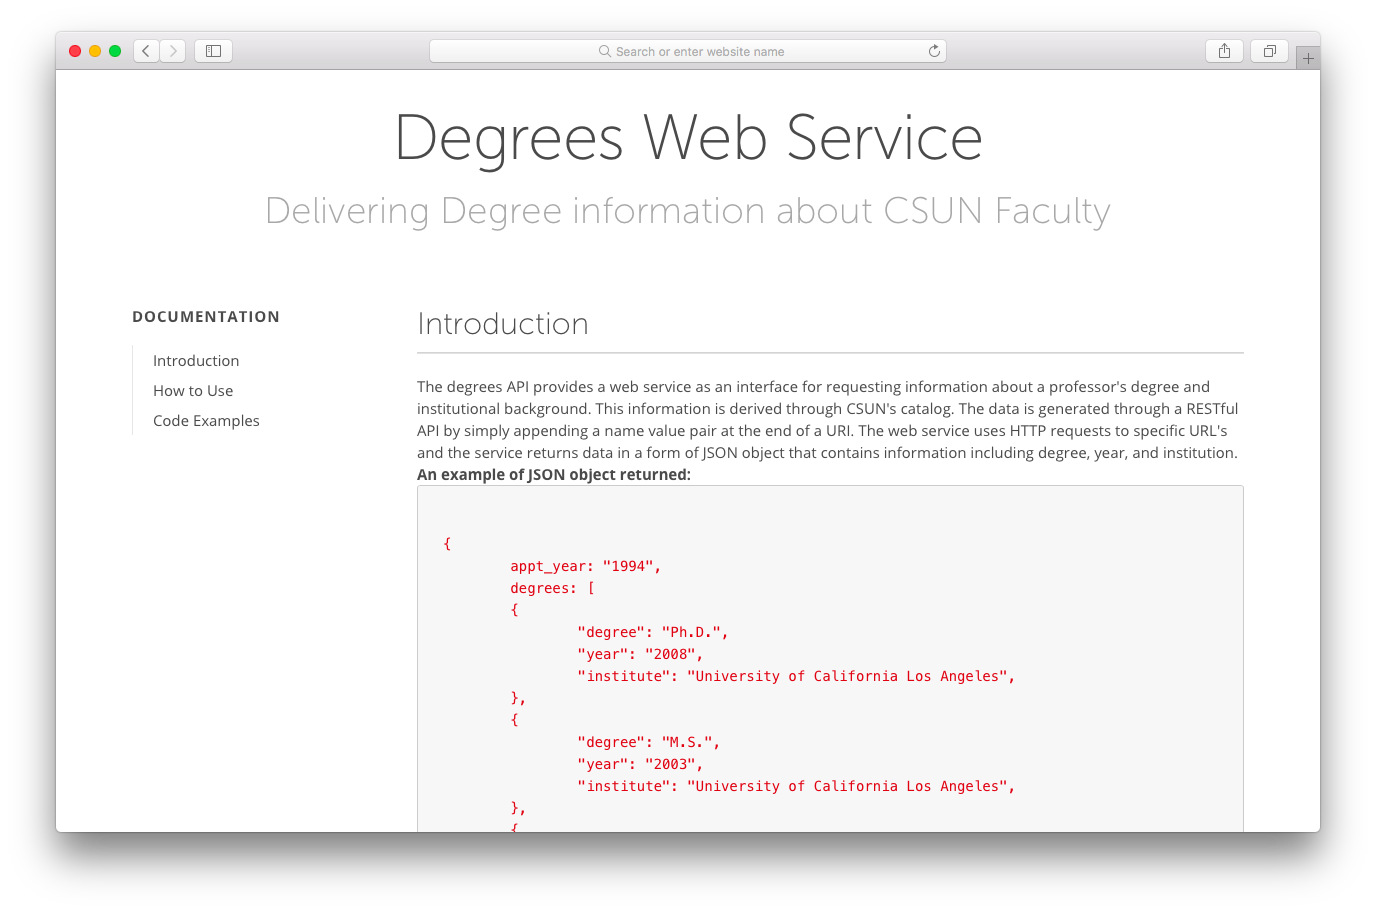 Search or enter website name
Degrees Web Service
Delivering Degree information about CSUN Faculty
DOCUMENTATION
Introduction
How to Use
Code Examples
Introduction
The degrees API provides a web service as an interface for requesting information about a professor's degree and
institutional background. This information is derived through CSUN's catalog. The data is generated through a RESTful
API by simply appending a name value pair at the end of a URI. The web service uses HTTP requests to specific URL's
and the service returns data in a form of JSON object that contains information including degree, year, and institution.
An example of JSON object returned:
{
appt_year: "1994",
degrees: [
{
"degree": "Ph.D.",
"year": "2008",
"institute": "University of California Los Angeles",
},
{
"degree": "M.S.",
"year": "2003",
"institute": "University of California Los Angeles",
},
{